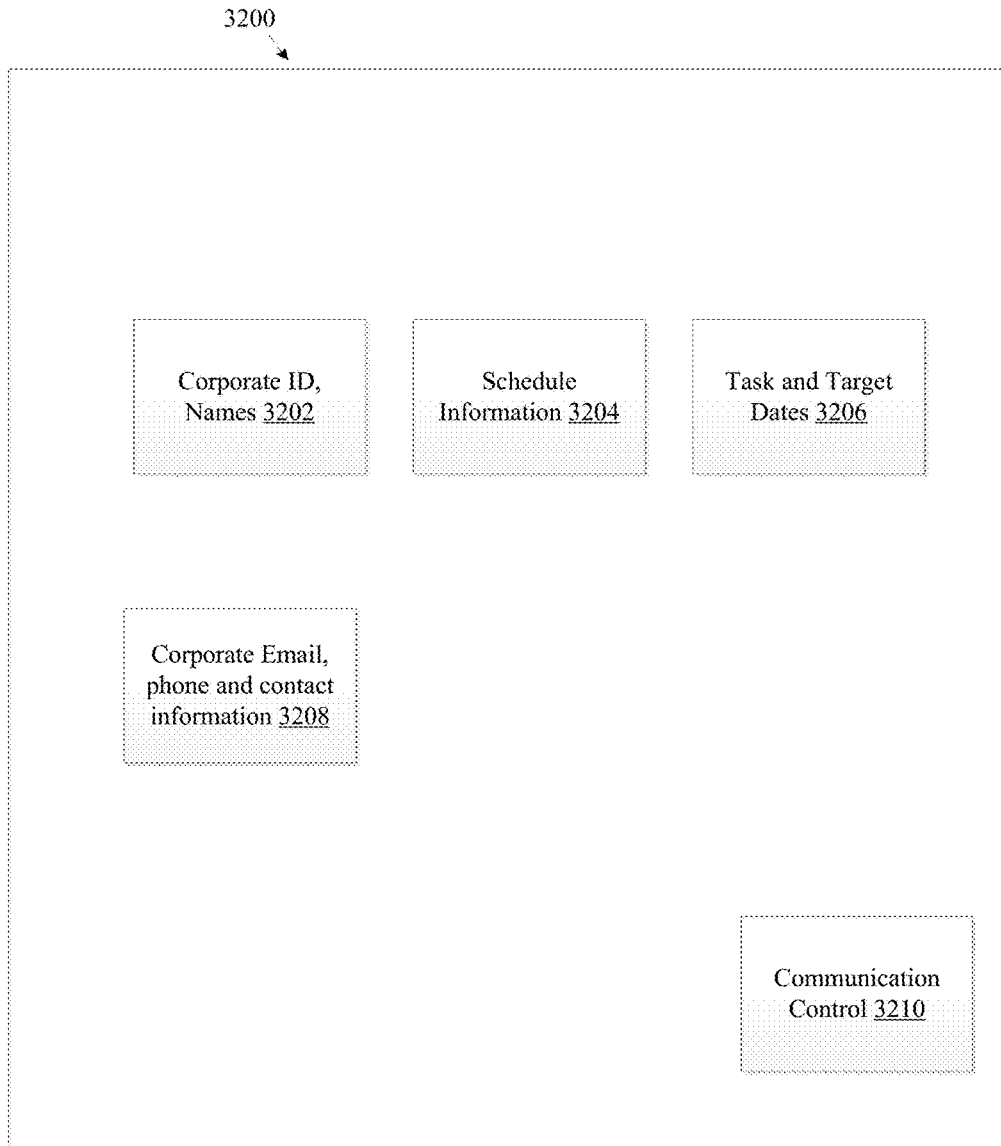 3200
Corporate ID,
Names 3202
Schedule
Information 3204
Task and Target
Dates 3206
Corporate Email,
phone and contact
information 3208
Communication
Control 3210